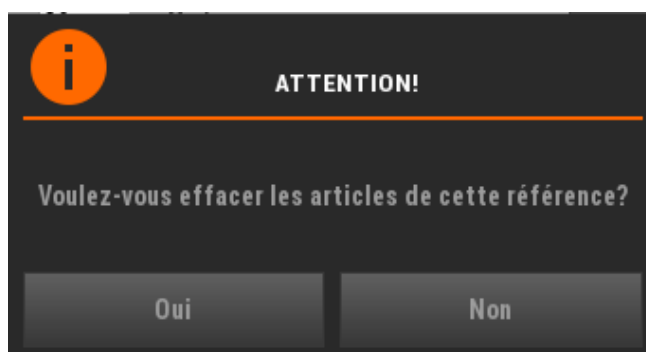 ATTENTION!
Voulez-vous effacer les articles de cette référence?
Oui
Non